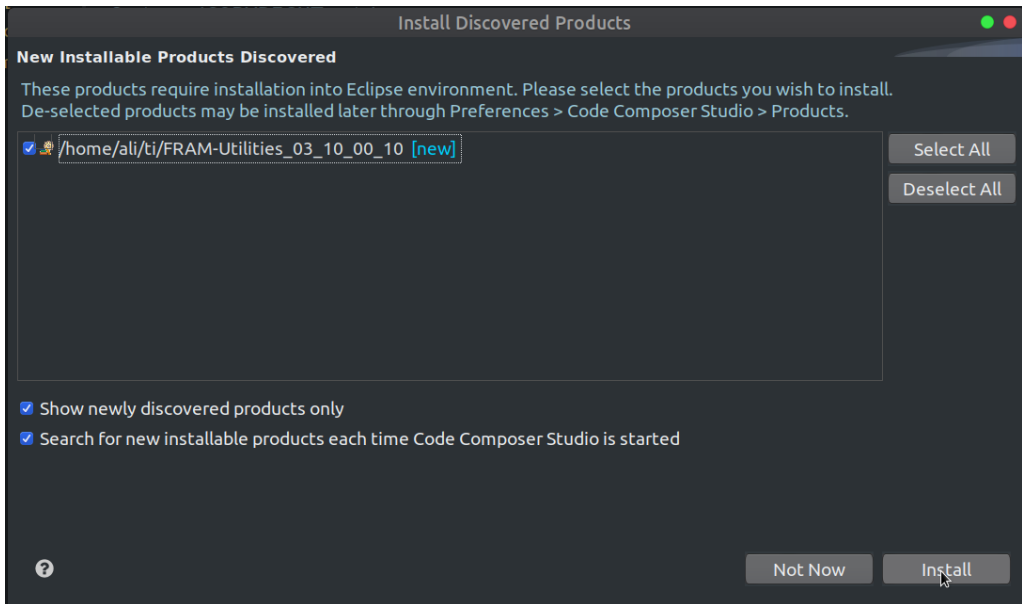 Install Discovered Products
New Installable Products Discovered
These products require installation into Eclipse environment. Please select the products you wish to install.
De-selected products may be installed later through Preferences > Code Composer Studio > Products.
/home/ali/ti/FRAM-Utilities_03_10_00_10 [new]
Select All
Deselect All
Show newly discovered products only
Search for new installable products each time Code Composer Studio is started
?
Not Now
Install